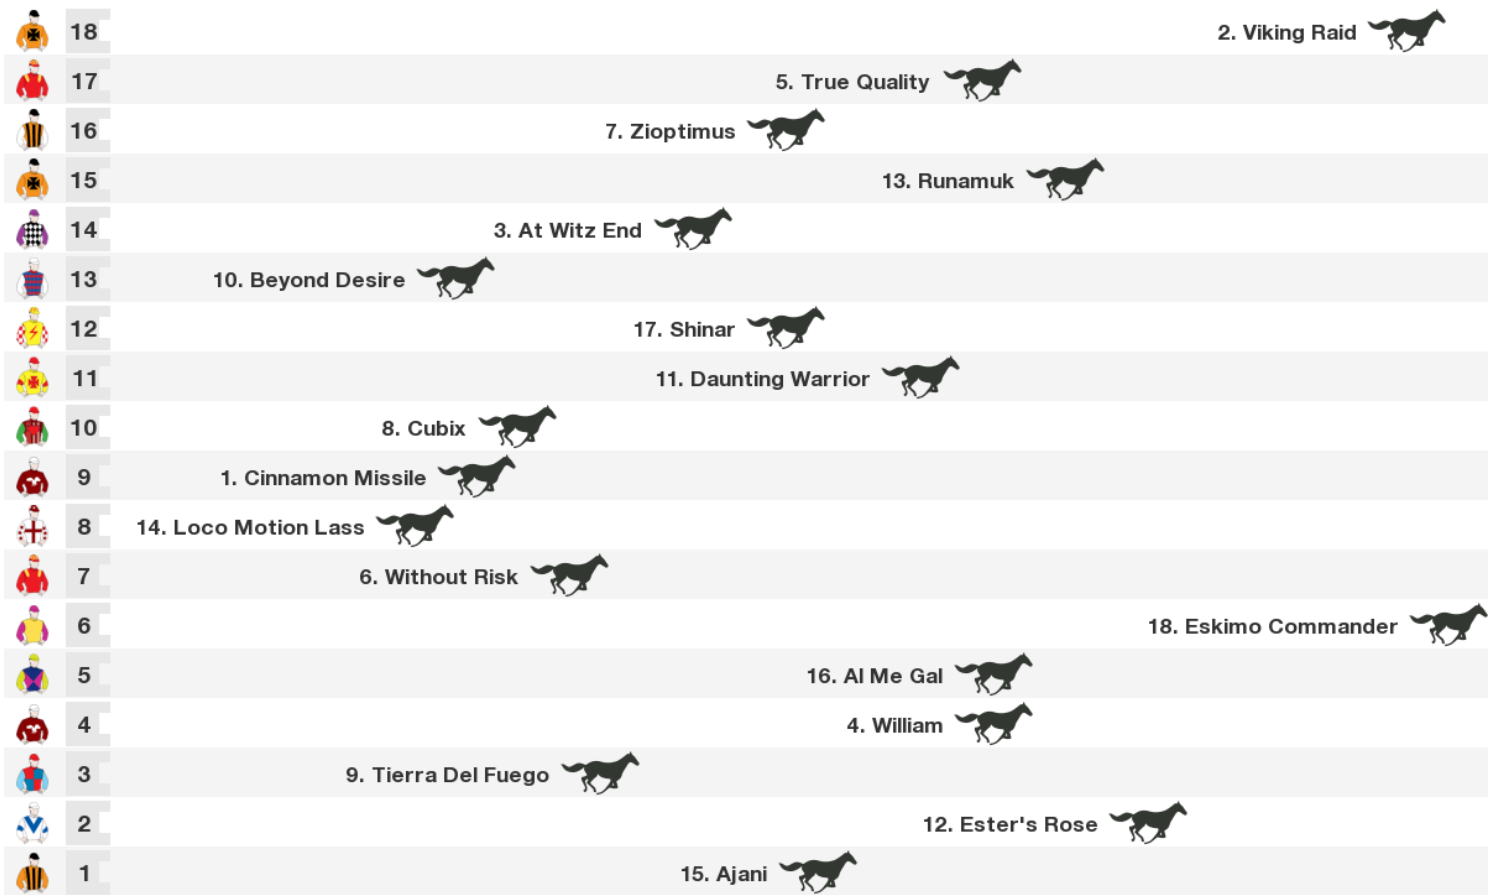 18 2. Viking Raid
17 5. True Quality
16 7. Zioptimus
15 13. Runamuk
14 3. At Witz End
13 10. Beyond Desire
12 17. Shinar
11 11. Daunting Warrior
10 8. Cubix
9 1. Cinnamon Missile
8 14. Loco Motion Lass
7 6. Without Risk
6 18. Eskimo Commander
5 16. Al Me Gal
4 4. William
3 9. Tierra Del Fuego
2 12. Ester's Rose
1 15. Ajani